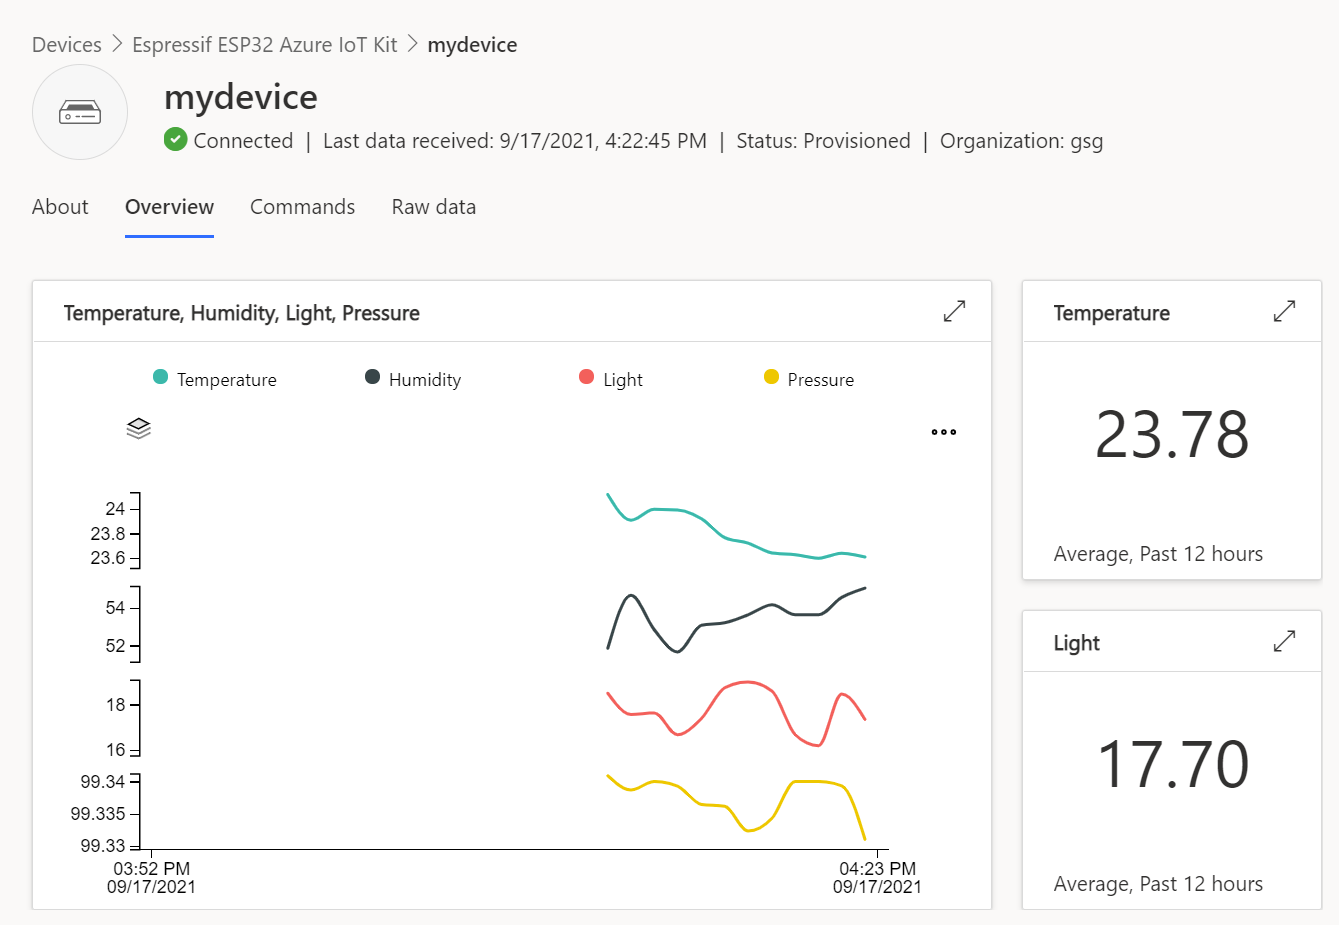 Devices > Espressif ESP32 Azure IoT Kit > mydevice
mydevice
Connected | Last data received: 9/17/2021, 4:22:45 PM | Status: Provisioned | Organization: gsg
About Overview Commands Raw data
Temperature, Humidity, Light, Pressure
Temperature Humidity Light Pressure
24
23.8
23.6
54
52
18
16
99.34
99.335
99.33
03:52 PM
09/17/2021
04:23 PM
09/17/2021
Temperature
23.78
Average, Past 12 hours
Light
17.70
Average, Past 12 hours